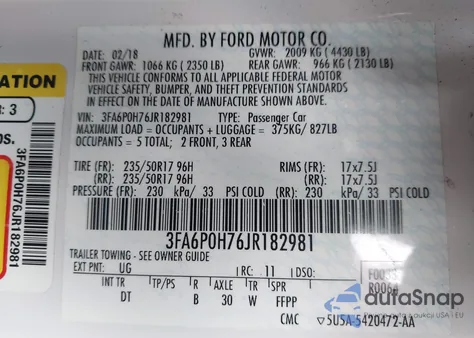 MFD. BY FORD MOTOR CO.
DATE: 02/18 GVWR: 2009 KG ( 4430 LB)
FRONT GAWR: 1066 KG ( 2350 LB) REAR GAWR: 966 KG ( 2130 LB)
THIS VEHICLE CONFORMS TO ALL APPLICABLE FEDERAL MOTOR
VEHICLE SAFETY, BUMPER, AND THEFT PREVENTION STANDARDS
IN EFFECT ON THE DATE OF MANUFACTURE SHOWN ABOVE.
VIN: 3FA6P0H76JR182981 TYPE: Passenger Car
MAXIMUM LOAD = OCCUPANTS + LUGGAGE = 375KG/ 827LB
OCCUPANTS = 5 TOTAL; 2 FRONT, 3 REAR
TIRE (FR): 235/50R17 96H RIMS (FR): 17x7.5J
(RR): 235/50R17 96H (RR): 17x7.5J
PRESSURE (FR): 230 kPa/ 33 PSI COLD (RR): 230 kPa/ 33 PSI COLD
3FA6P0H76JR182981
TRAILER TOWING - SEE OWNER GUIDE
EXT PNT: UG RC: 11 DSO:
INT TR TP/PS R AXLE TR SPR
DT B 30 W FFPP
CMC ▽5U5A-5420472-AA
: 3
3FA6P0H76JR182981
autoSnap